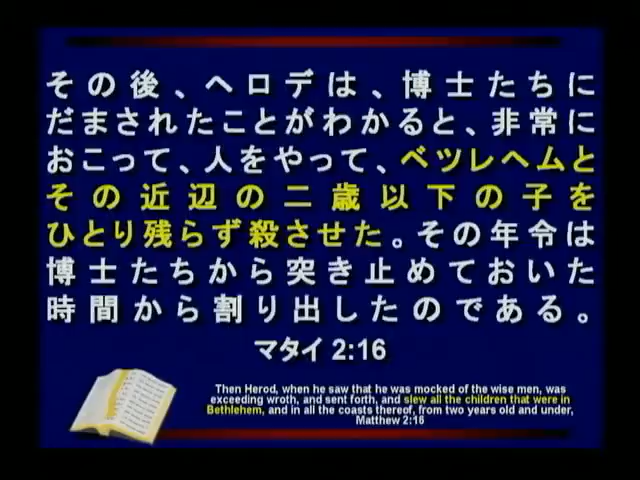 その後、ヘロデは、博士たちに
だまされたことがわかると、非常に
おこって、人をやって、ベツレヘムと
その近辺の二歳以下の子を
ひとり残らず殺させた。その年令は
博士たちから突き止めておいた
時間から割り出したのである。
マタイ 2:16
Then Herod, when he saw that he was mocked of the wise men, was
exceeding wroth, and sent forth, and slew all the children that were in
Bethlehem, and in all the coasts thereof, from two years old and under,
Matthew 2:16